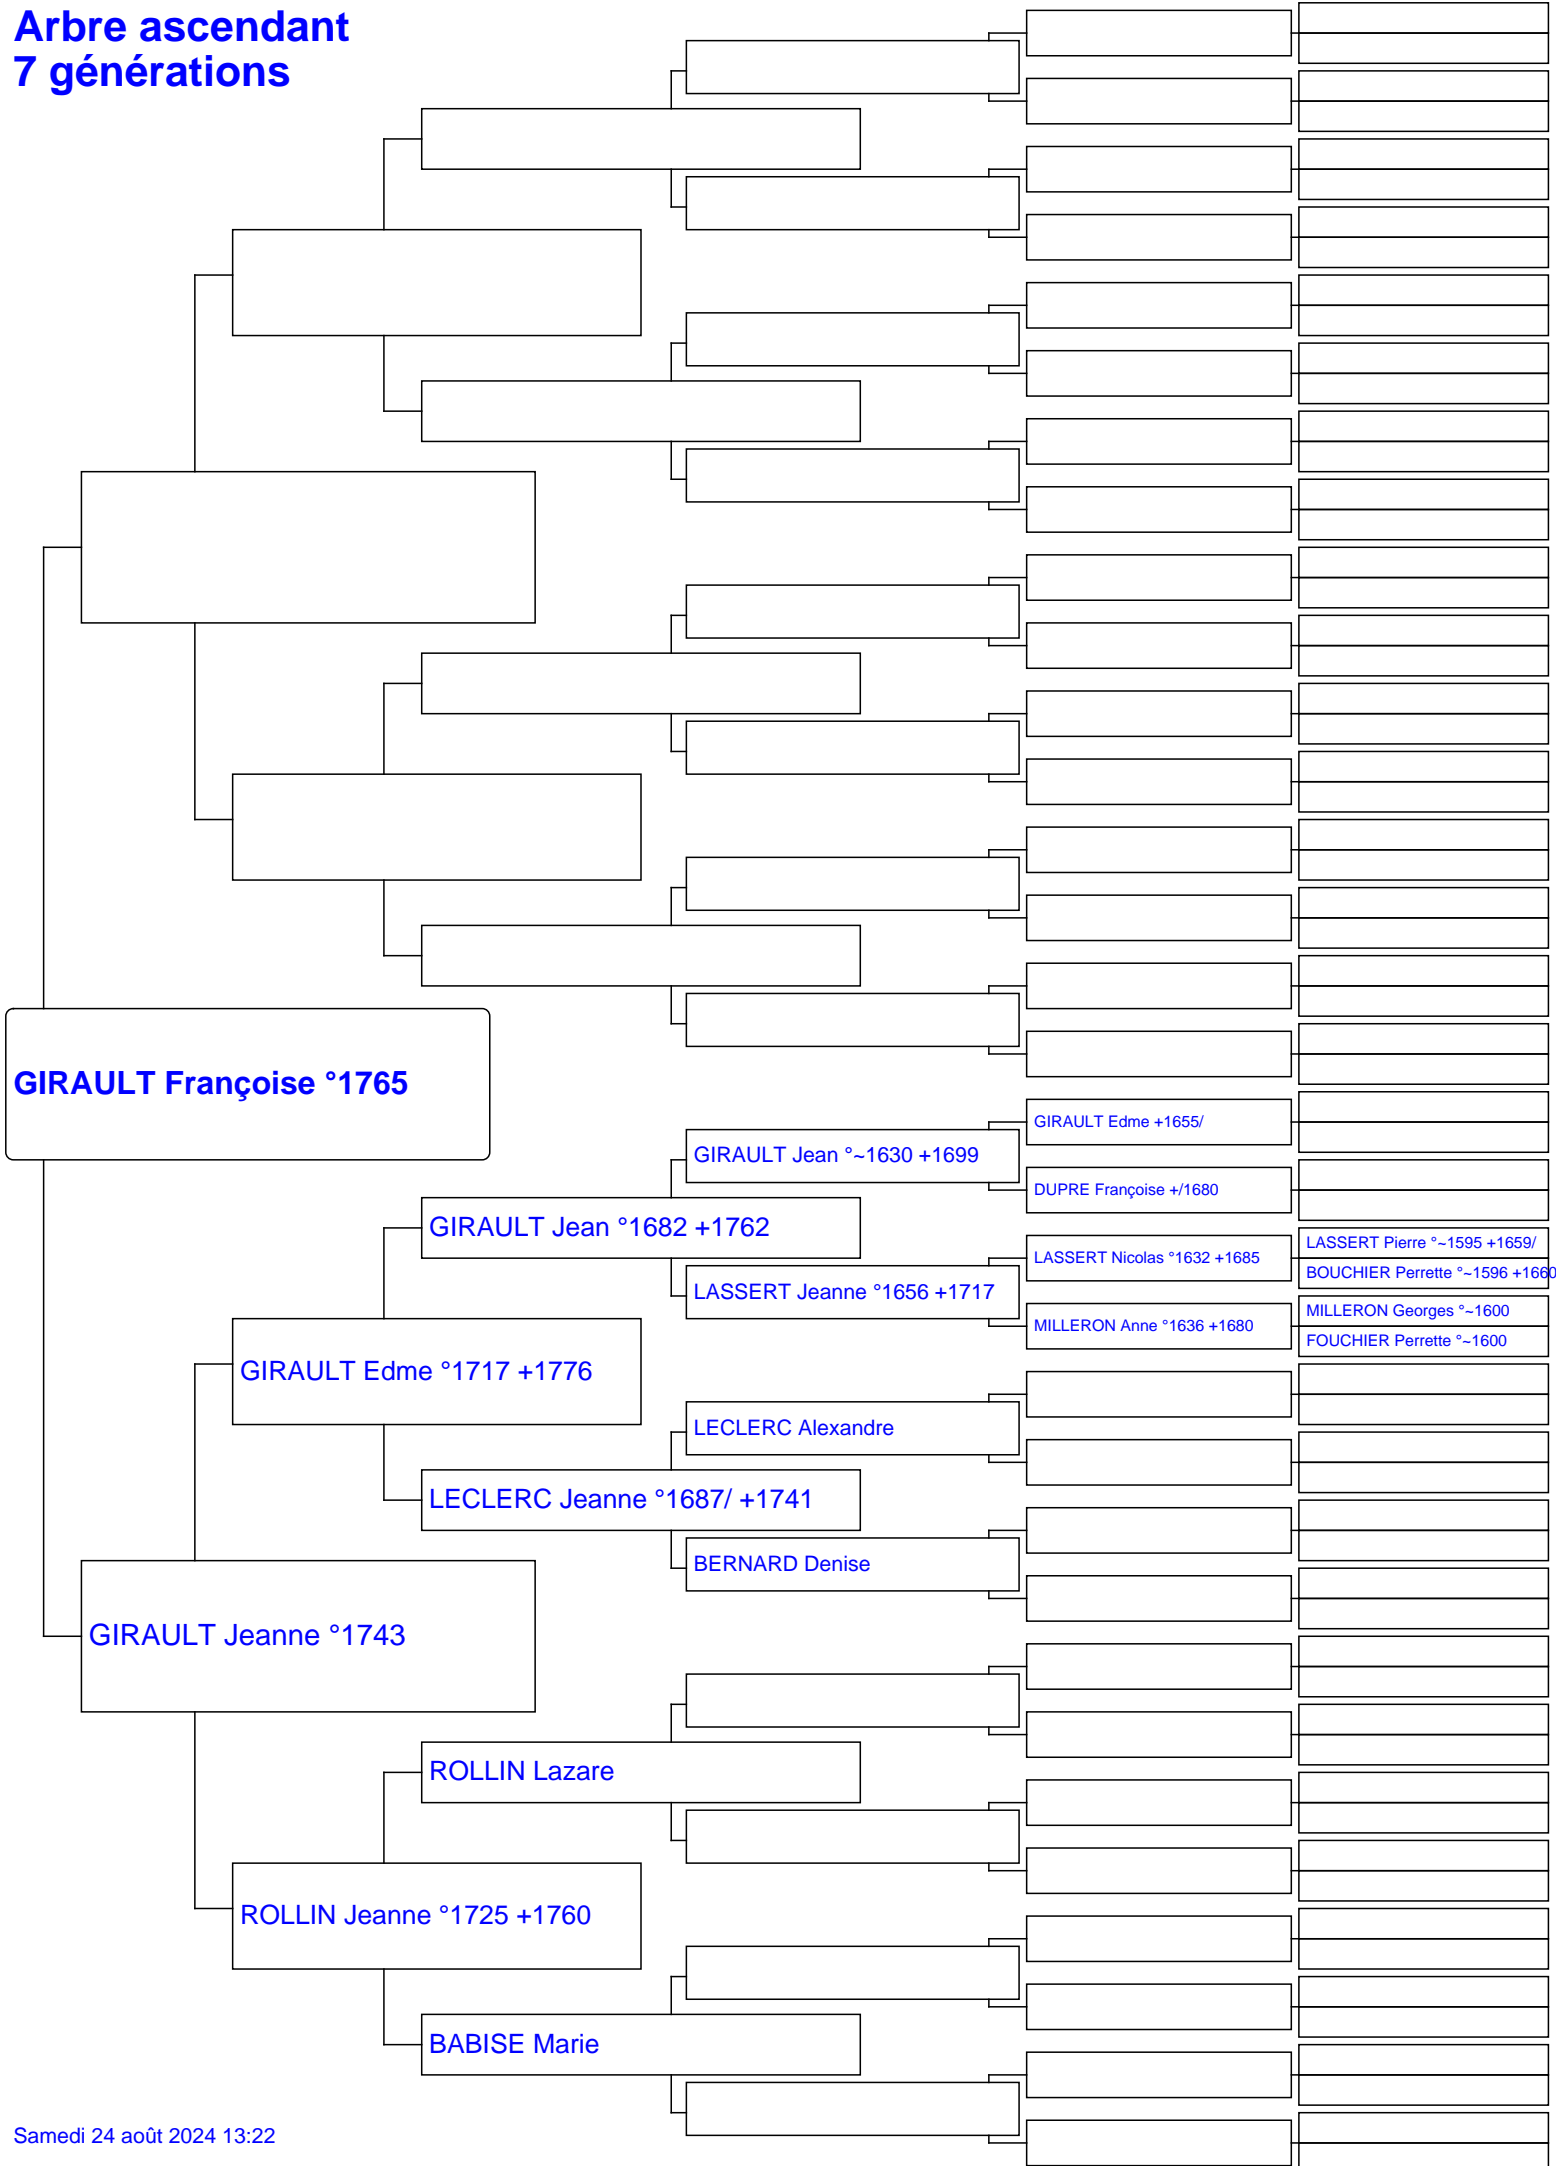 Arbre ascendant
7 générations
GIRAULT Françoise °1765
GIRAULT Edme +1655/
GIRAULT Jean °~1630 +1699
DUPRE Françoise +/1680
GIRAULT Jean °1682 +1762
LASSERT Pierre °~1595 +1659/
LASSERT Nicolas °1632 +1685
BOUCHIER Perrette °~1596 +1660
LASSERT Jeanne °1656 +1717
MILLERON Georges °~1600
MILLERON Anne °1636 +1680
FOUCHIER Perrette °~1600
GIRAULT Edme °1717 +1776
LECLERC Alexandre
LECLERC Jeanne °1687/ +1741
BERNARD Denise
GIRAULT Jeanne °1743
ROLLIN Lazare
ROLLIN Jeanne °1725 +1760
BABISE Marie
Samedi 24 août 2024 13:22